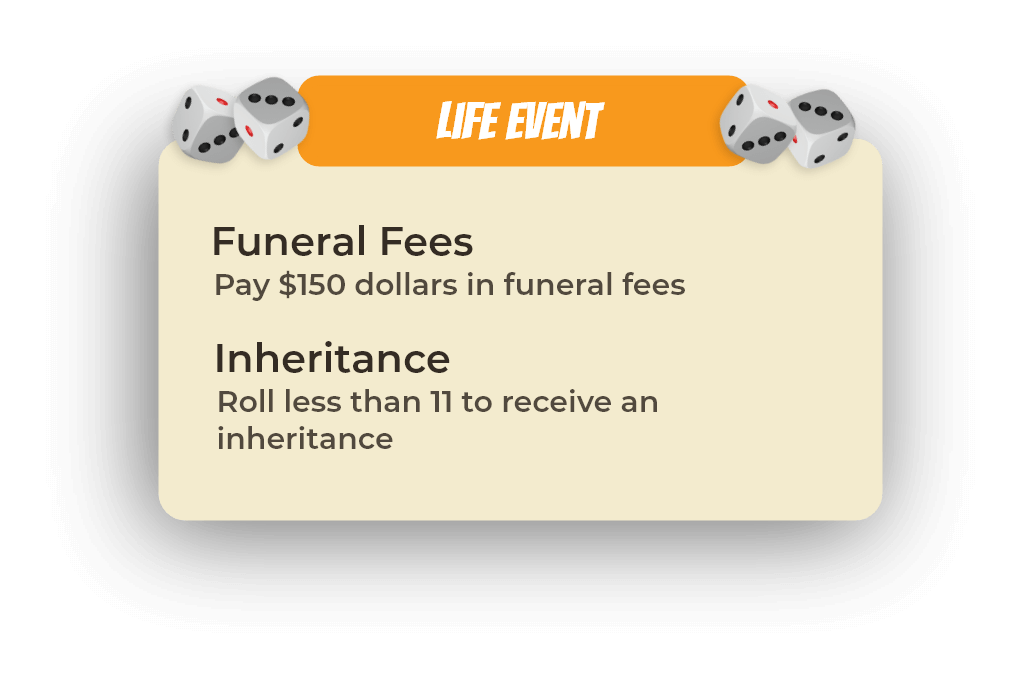 LIFE EVENT
Funeral Fees
Pay $150 dollars in funeral fees
Inheritance
Roll less than 11 to receive an
inheritance